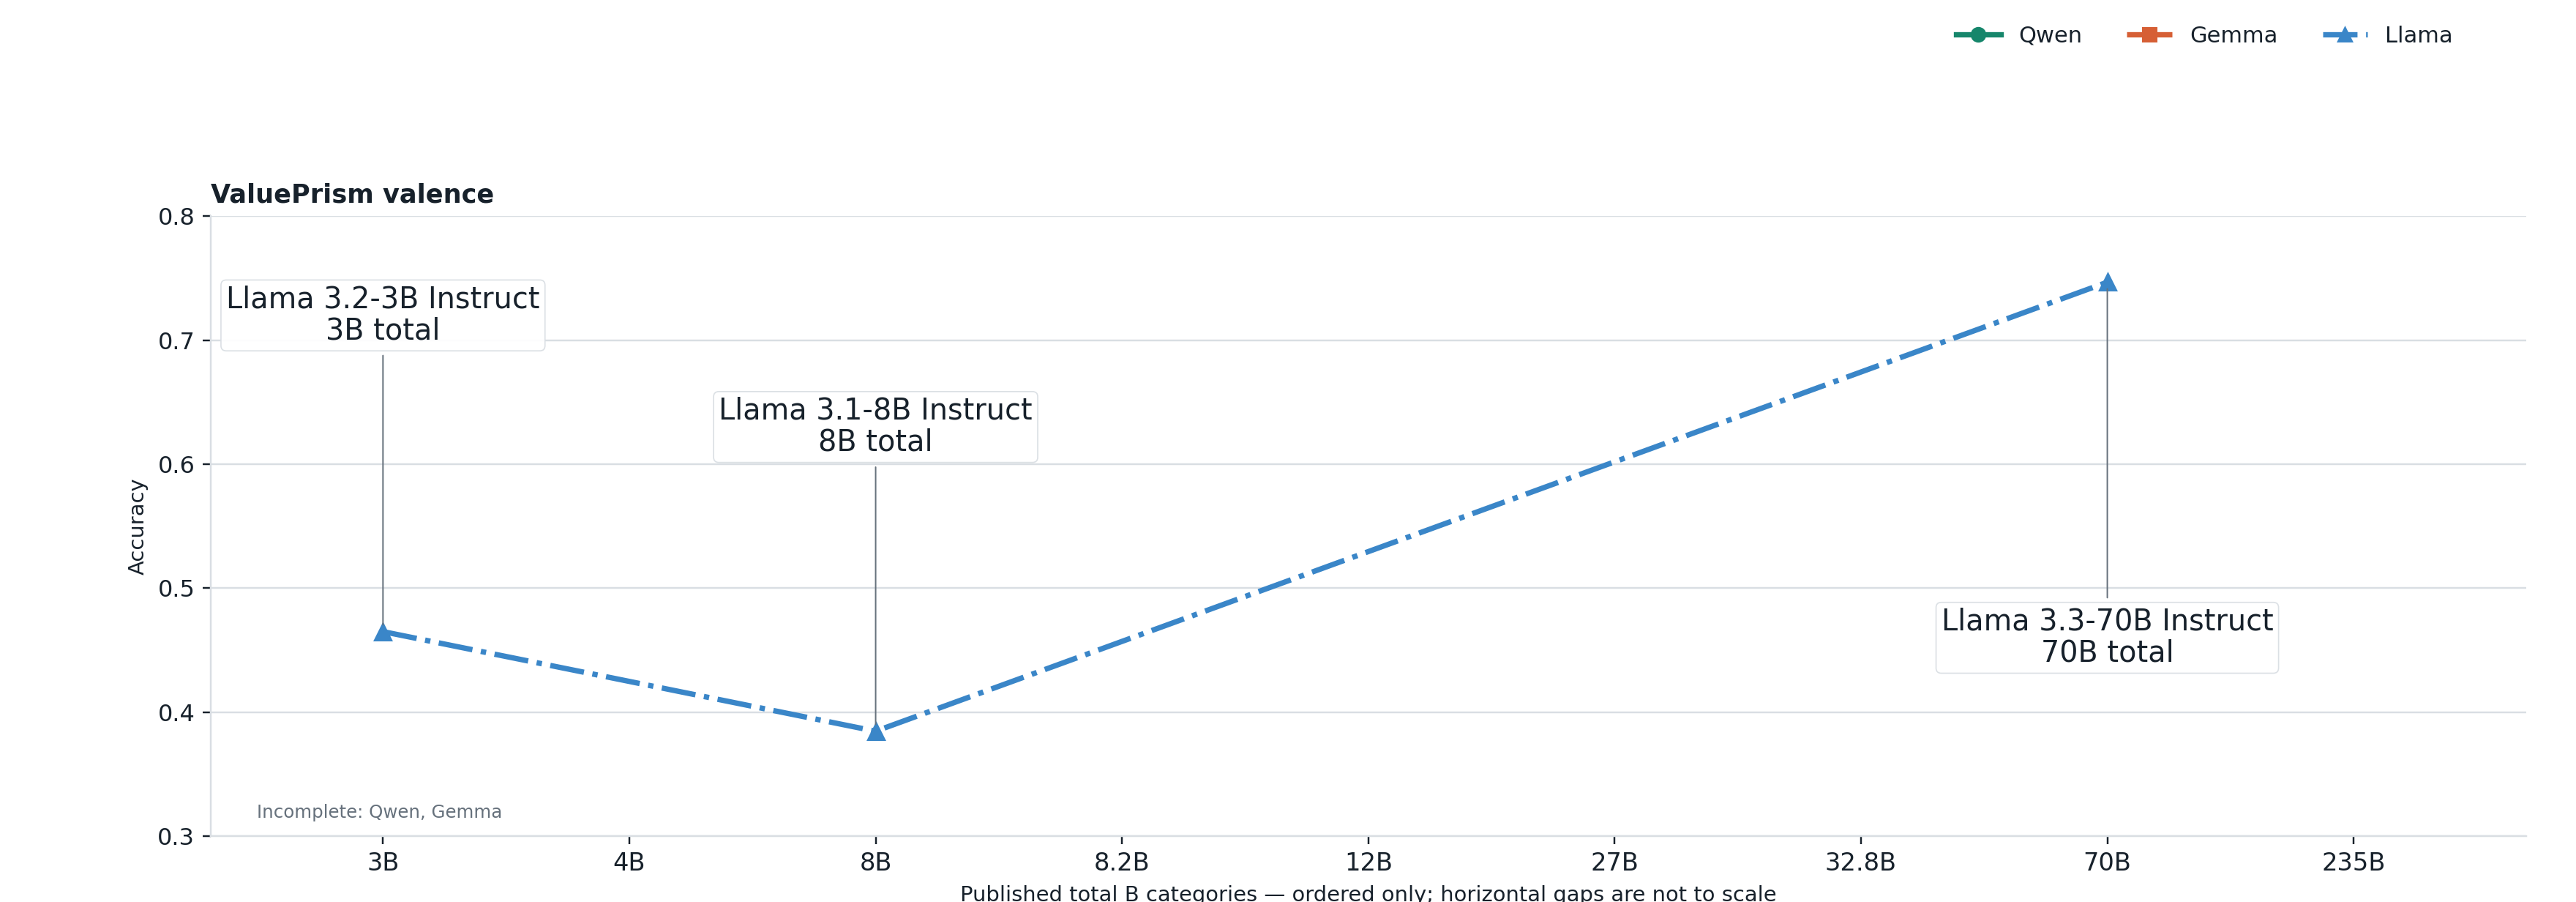 Qwen
Gemma
Llama
ValuePrism valence
0.8
0.7
0.6
0.5
0.4
0.3
Accuracy
Llama 3.2-3B Instruct
3B total
Llama 3.1-8B Instruct
8B total
Llama 3.3-70B Instruct
70B total
Incomplete: Qwen, Gemma
3B
4B
8B
8.2B
12B
27B
32.8B
70B
235B
Published total B categories — ordered only; horizontal gaps are not to scale